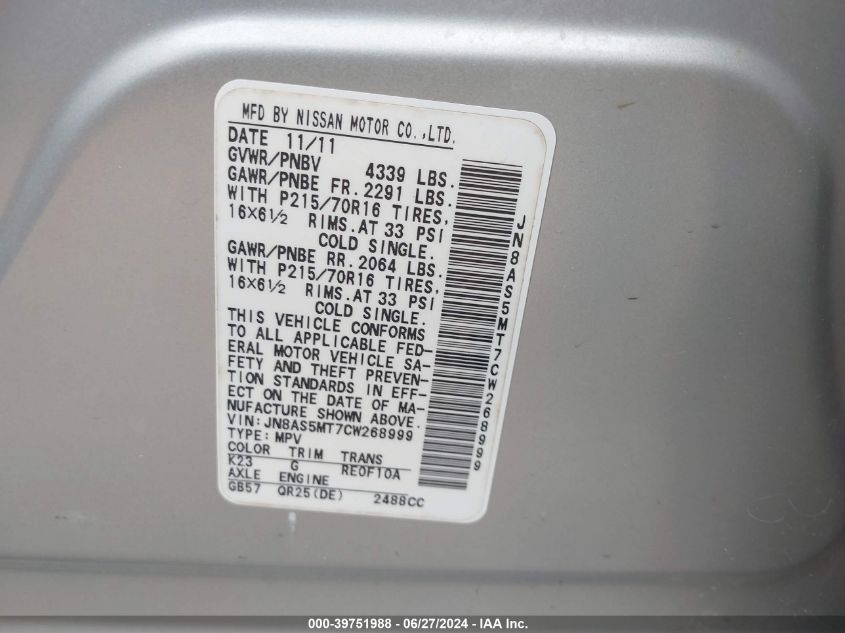 MFD BY NISSAN MOTOR CO.,LTD.
DATE 11/11
GVWR/PNBV 4339 LBS.
GAWR/PNBE FR. 2291 LBS.
WITH P215/70R16 TIRES,
16X6½ RIMS. AT 33 PSI
COLD SINGLE.
GAWR/PNBE RR. 2064 LBS.
WITH P215/70R16 TIRES,
16X6½ RIMS. AT 33 PSI
COLD SINGLE.
THIS VEHICLE CONFORMS
TO ALL APPLICABLE FED-
ERAL MOTOR VEHICLE SA-
FETY AND THEFT PREVEN-
TION STANDARDS IN EFF-
ECT ON THE DATE OF MA-
NUFACTURE SHOWN ABOVE.
VIN: JN8AS5MT7CW268999
TYPE: MPV
COLOR TRIM TRANS
K23 G RE0F10A
AXLE ENGINE
GB57 QR25(DE) 2488CC
JN8AS5MT7CW268999
000-39751988 - 06/27/2024 - IAA Inc.